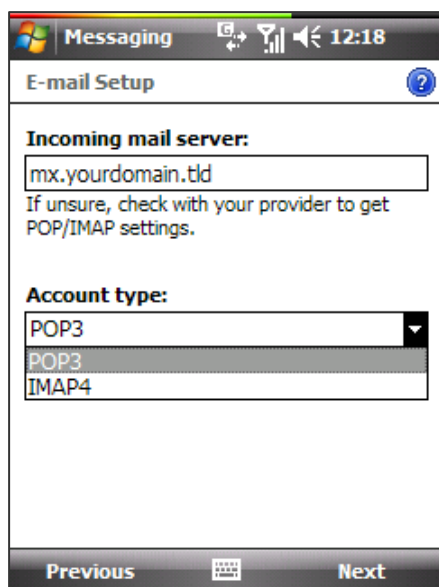 Messaging G 12:18
E-mail Setup ?
Incoming mail server:
mx.yourdomain.tld
If unsure, check with your provider to get
POP/IMAP settings.
Account type:
POP3
POP3
IMAP4
Previous Next